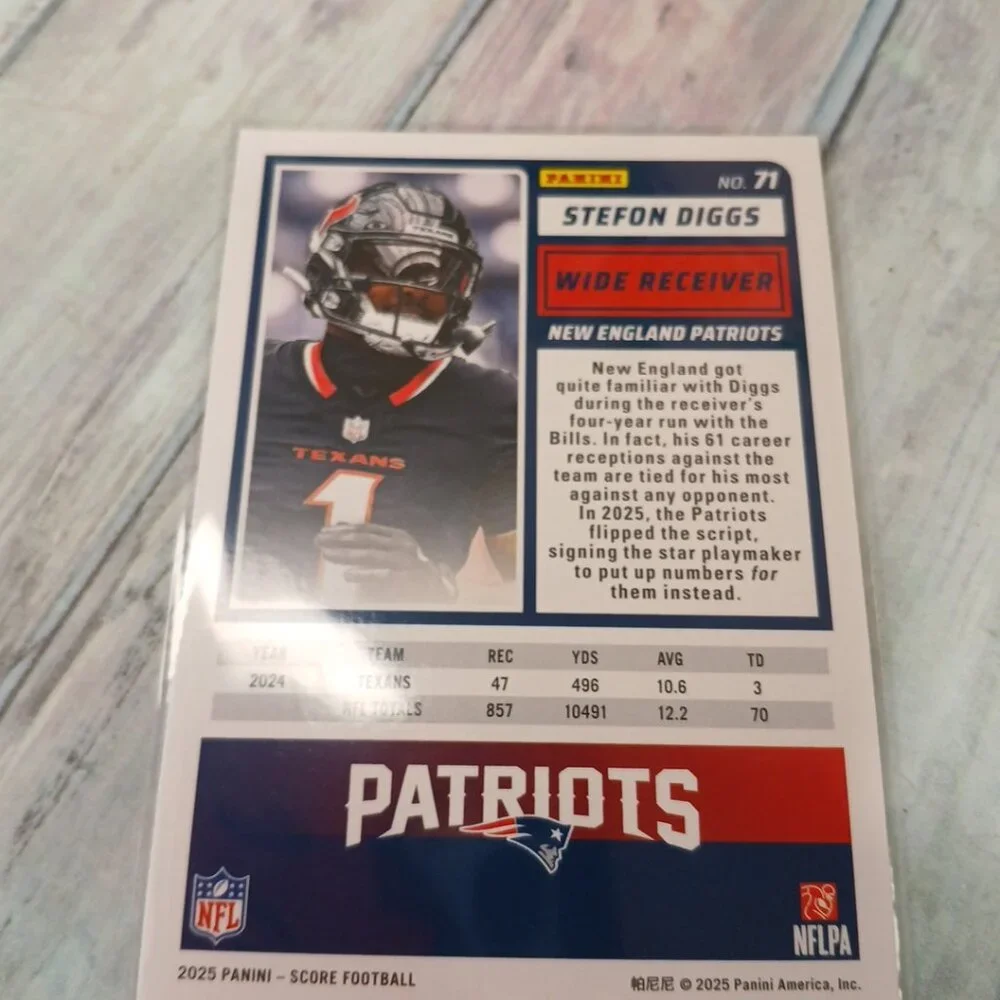 PANINI
NO. 71
STEFON DIGGS
WIDE RECEIVER
NEW ENGLAND PATRIOTS
New England got
quite familiar with Diggs
during the receiver's
four-year run with the
Bills. In fact, his 61 career
receptions against the
team are tied for his most
against any opponent.
In 2025, the Patriots
flipped the script,
signing the star playmaker
to put up numbers for
them instead.
TEXANS
TEXANS
1
YEAR TEAM REC YDS AVG TD
2024 TEXANS 47 496 10.6 3
NFL TOTALS 857 10491 12.2 70
PATRIOTS
NFL
NFLPA
2025 PANINI – SCORE FOOTBALL
帕尼尼 © 2025 Panini America, Inc.